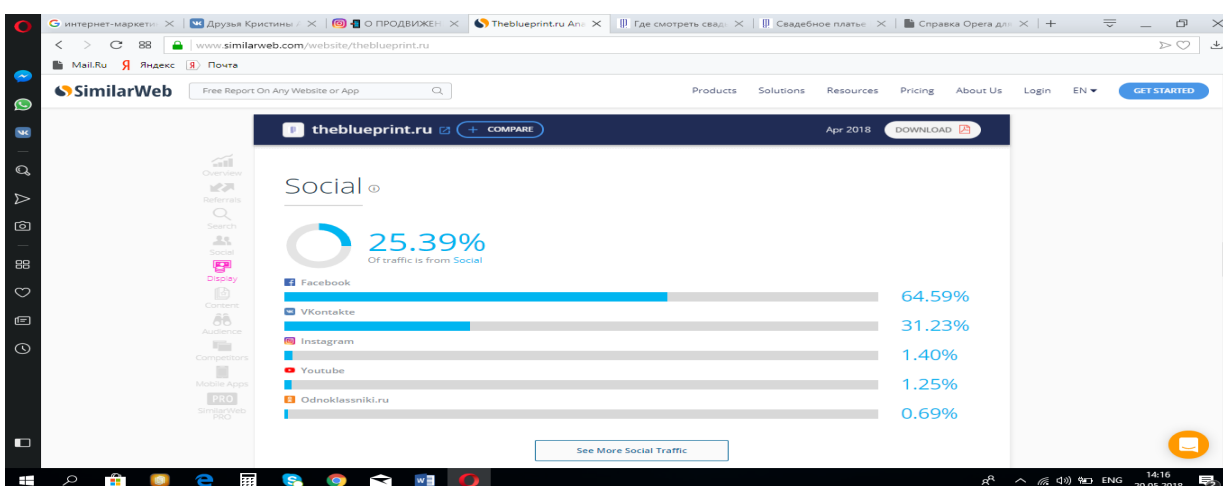 интернет-маркети
Друзья Кристины
О ПРОДВИЖЕН
Theblueprint.ru Ana
Где смотреть свад
Свадебное платье
Справка Opera для
www.similarweb.com/website/theblueprint.ru
Mail.Ru Яндекс Почта
SimilarWeb Free Report On Any Website or App Products Solutions Resources Pricing About Us Login EN GET STARTED
theblueprint.ru + COMPARE Apr 2018 DOWNLOAD
Overview
Referrals
Search
Social
Display
Content
Audience
Competitors
Mobile Apps
PRO
SimilarWeb
PRO
Social
25.39%
Of traffic is from Social
Facebook 64.59%
VKontakte 31.23%
Instagram 1.40%
Youtube 1.25%
Odnoklassniki.ru 0.69%
See More Social Traffic
ENG 14:16
20.05.2018